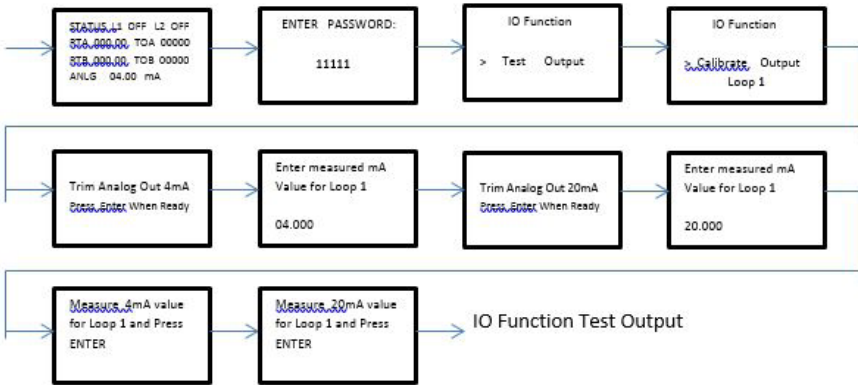 STATUS L1 OFF L2 OFF
RTA 000.00, TOA 00000
RTB 000.00, TOB 00000
ANLG 04.00 mA
ENTER PASSWORD:
11111
IO Function
> Test Output
IO Function
> Calibrate Output
Loop 1
Trim Analog Out 4mA
Press Enter When Ready
Enter measured mA
Value for Loop 1
04.000
Trim Analog Out 20mA
Press Enter When Ready
Enter measured mA
Value for Loop 1
20.000
Measure 4mA value
for Loop 1 and Press
ENTER
Measure 20mA value
for Loop 1 and Press
ENTER
IO Function Test Output